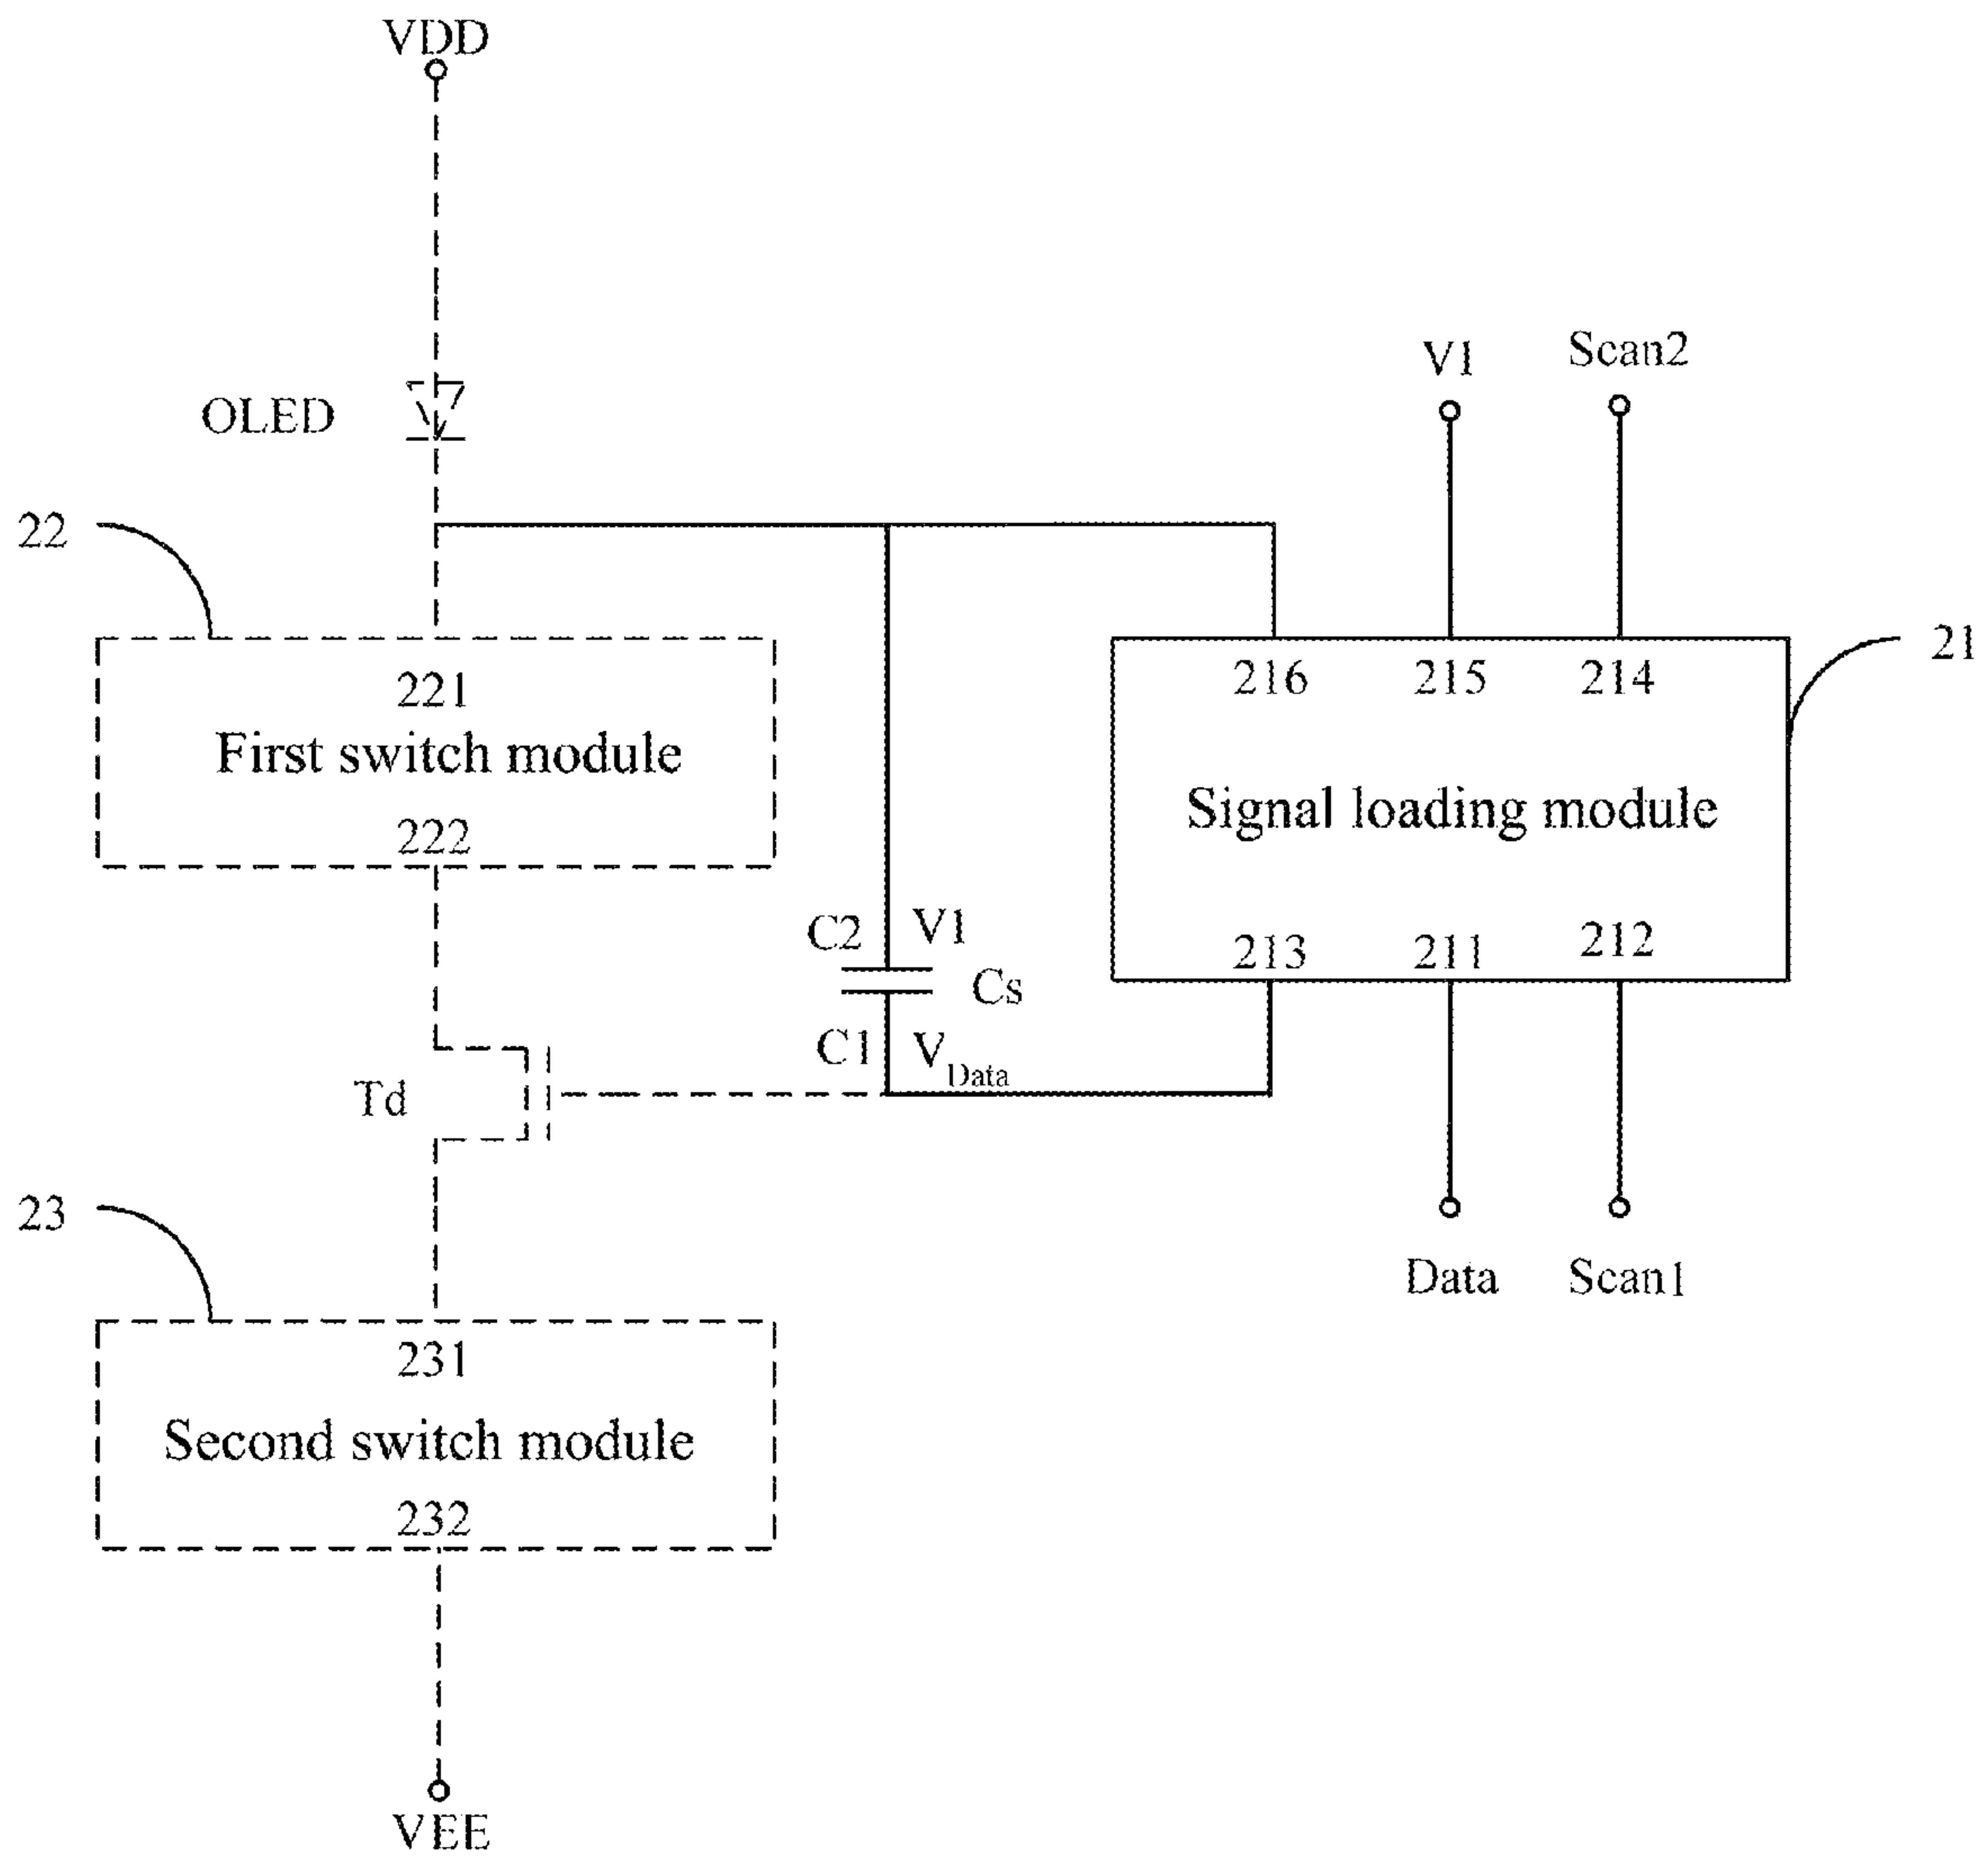 VDD
OLED
V1
Scan2
22
21
221
First switch module
222
216
215
214
Signal loading module
213
211
212
C2
V1
Cs
C1
VData
Td
23
Data
Scan1
231
Second switch module
232
VEE